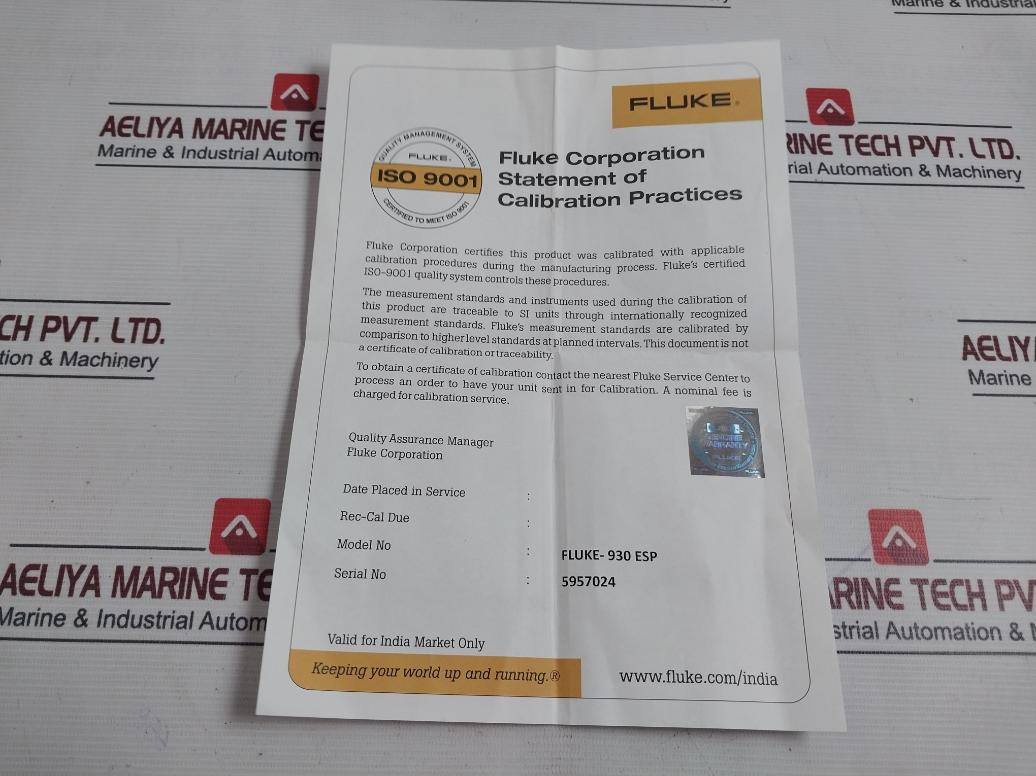 Marine & Industria
AELIYA MARINE TE
Marine & Industrial Autom
RINE TECH PVT. LTD.
rial Automation & Machinery
FLUKE®
QUALITY MANAGEMENT SYSTEM
FLUKE®
ISO 9001
CERTIFIED TO MEET ISO 9001
Fluke Corporation
Statement of
Calibration Practices
Fluke Corporation certifies this product was calibrated with applicable
calibration procedures during the manufacturing process. Fluke's certified
ISO-9001 quality system controls these procedures.
The measurement standards and instruments used during the calibration of
this product are traceable to SI units through internationally recognized
measurement standards. Fluke's measurement standards are calibrated by
comparison to higher level standards at planned intervals. This document is not
a certificate of calibration or traceability.
To obtain a certificate of calibration contact the nearest Fluke Service Center to
process an order to have your unit sent in for Calibration. A nominal fee is
charged for calibration service.
CH PVT. LTD.
tion & Machinery
AELIY
Marine
GENUINE
WARRANTY
FLUKE
Quality Assurance Manager
Fluke Corporation
Date Placed in Service :
Rec-Cal Due :
Model No : FLUKE- 930 ESP
Serial No : 5957024
Valid for India Market Only
Keeping your world up and running.®
www.fluke.com/india
AELIYA MARINE TE
Marine & Industrial Autom
RINE TECH PV
strial Automation & M